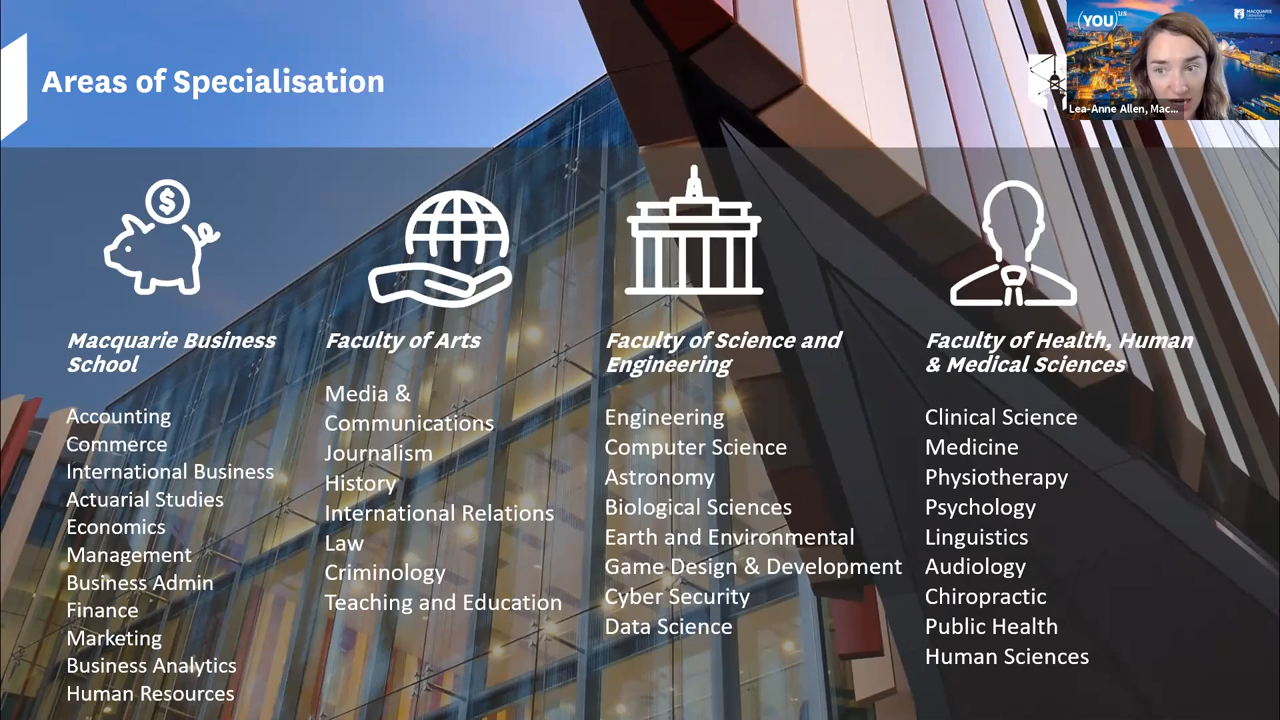 Areas of Specialisation
(YOU)us
MACQUARIE
University
Lea-Anne Allen, Mac...
$
Macquarie Business
School
Accounting
Commerce
International Business
Actuarial Studies
Economics
Management
Business Admin
Finance
Marketing
Business Analytics
Human Resources
Faculty of Arts
Media &
Communications
Journalism
History
International Relations
Law
Criminology
Teaching and Education
Faculty of Science and
Engineering
Engineering
Computer Science
Astronomy
Biological Sciences
Earth and Environmental
Game Design & Development
Cyber Security
Data Science
Faculty of Health, Human
& Medical Sciences
Clinical Science
Medicine
Physiotherapy
Psychology
Linguistics
Audiology
Chiropractic
Public Health
Human Sciences